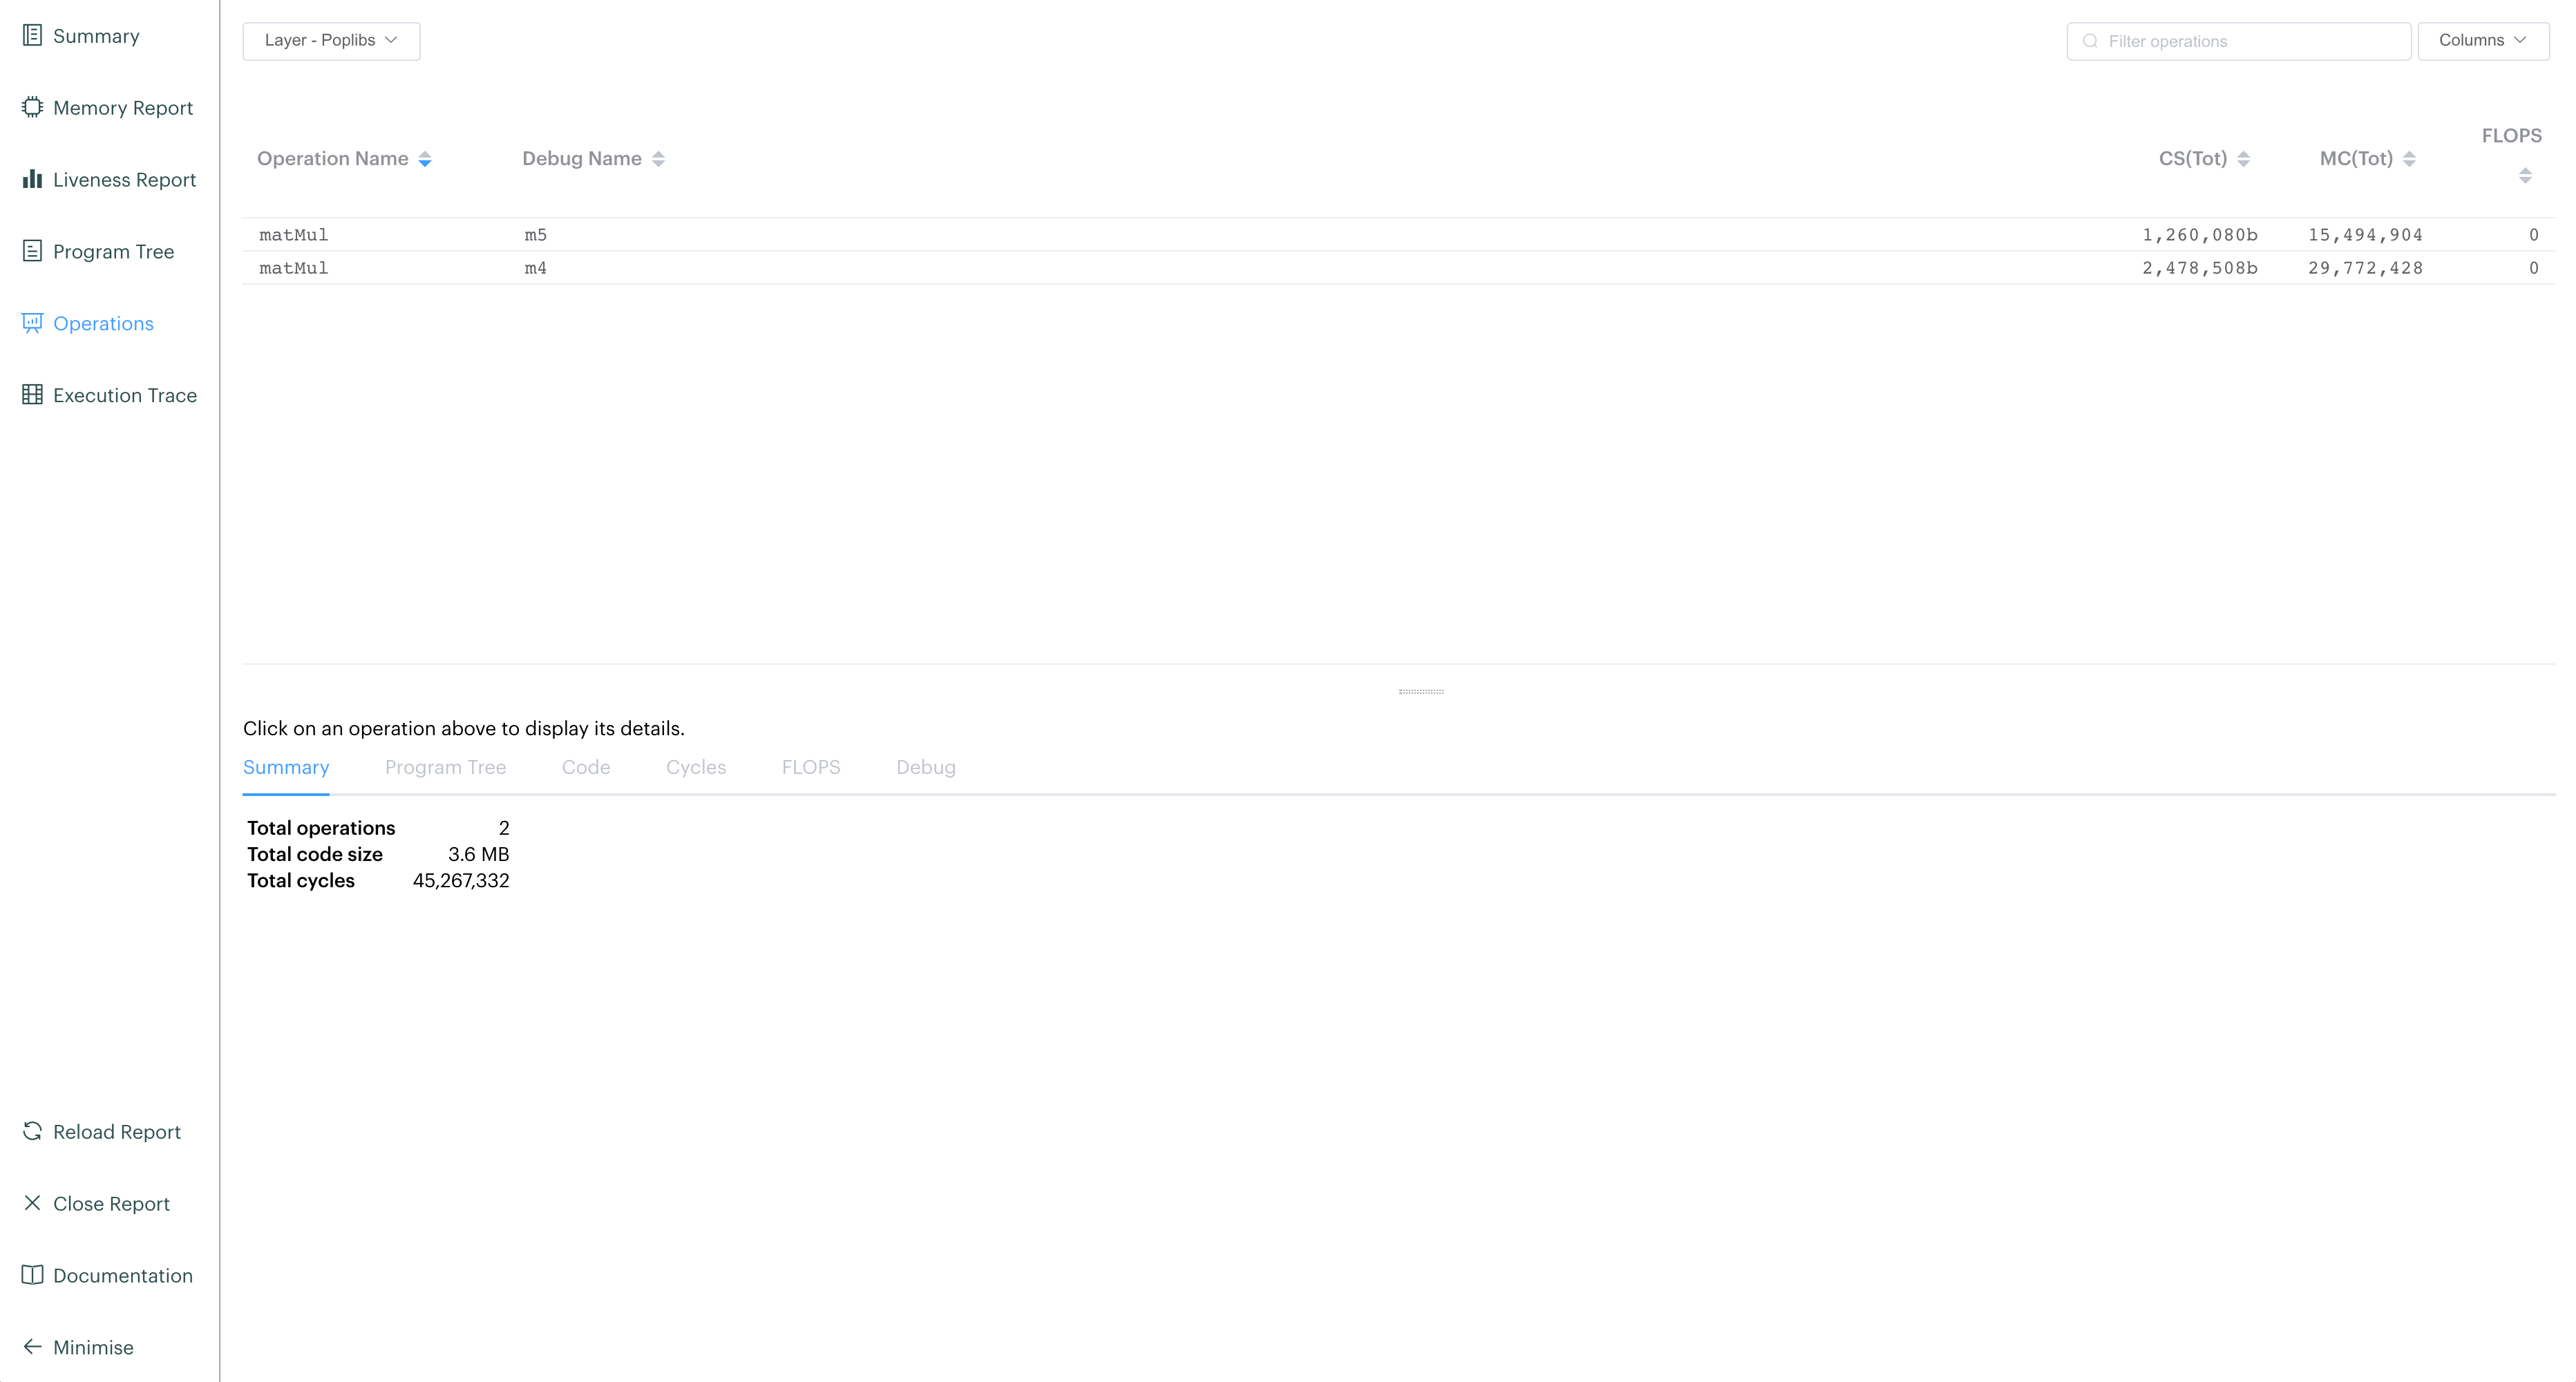 Summary
Memory Report
Liveness Report
Program Tree
Operations
Execution Trace
Reload Report
Close Report
Documentation
Minimise
Layer - Poplibs
Filter operations
Columns
Operation Name Debug Name CS(Tot) MC(Tot) FLOPS
matMul m5 1,260,080b 15,494,904 0
matMul m4 2,478,508b 29,772,428 0
Click on an operation above to display its details.
Summary Program Tree Code Cycles FLOPS Debug
Total operations 2
Total code size 3.6 MB
Total cycles 45,267,332